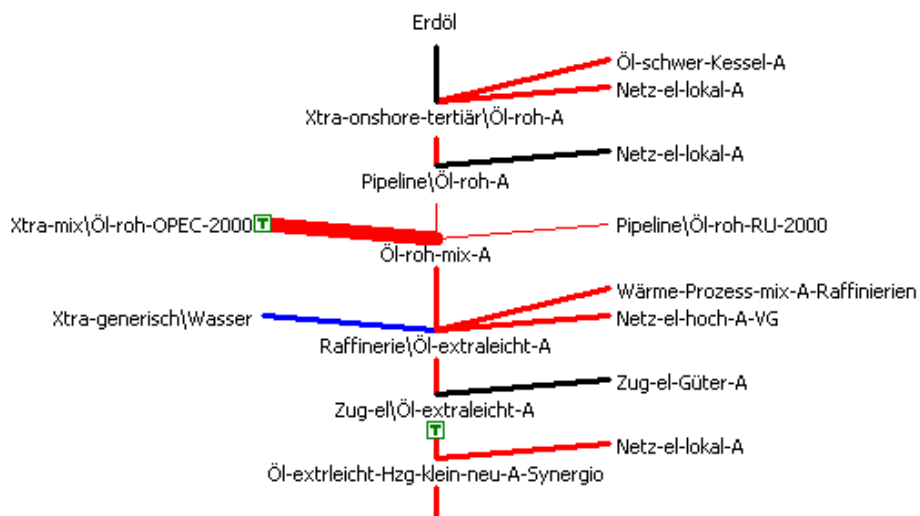 Erdöl
Öl-schwer-Kessel-A
Netz-el-lokal-A
Xtra-onshore-tertiär\Öl-roh-A
Netz-el-lokal-A
Pipeline\Öl-roh-A
Xtra-mix\Öl-roh-OPEC-2000
T
Pipeline\Öl-roh-RU-2000
Öl-roh-mix-A
Wärme-Prozess-mix-A-Raffinierien
Xtra-generisch\Wasser
Netz-el-hoch-A-VG
Raffinerie\Öl-extraleicht-A
Zug-el-Güter-A
Zug-el\Öl-extraleicht-A
T
Netz-el-lokal-A
Öl-extrleicht-Hzg-klein-neu-A-Synergio